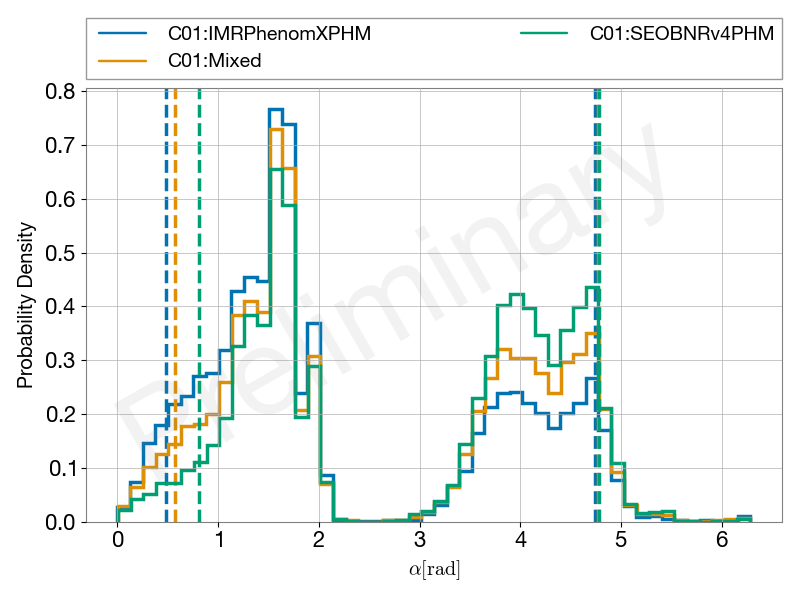 C01:IMRPhenomXPHM
C01:Mixed
C01:SEOBNRv4PHM
Preliminary
Probability Density
0.8
0.7
0.6
0.5
0.4
0.3
0.2
0.1
0.0
0 1 2 3 4 5 6
α[rad]